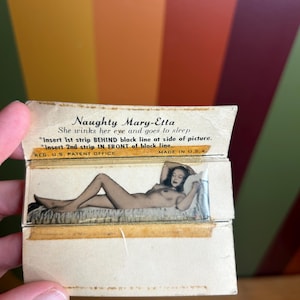 Naughty Mary-Etta
She winks her eye and goes to sleep
"Insert 1st strip BEHIND black line at side of picture.
"Insert 2nd strip IN FRONT of black line.
REG. U.S. PATENT OFFICE MADE IN U.S.A.